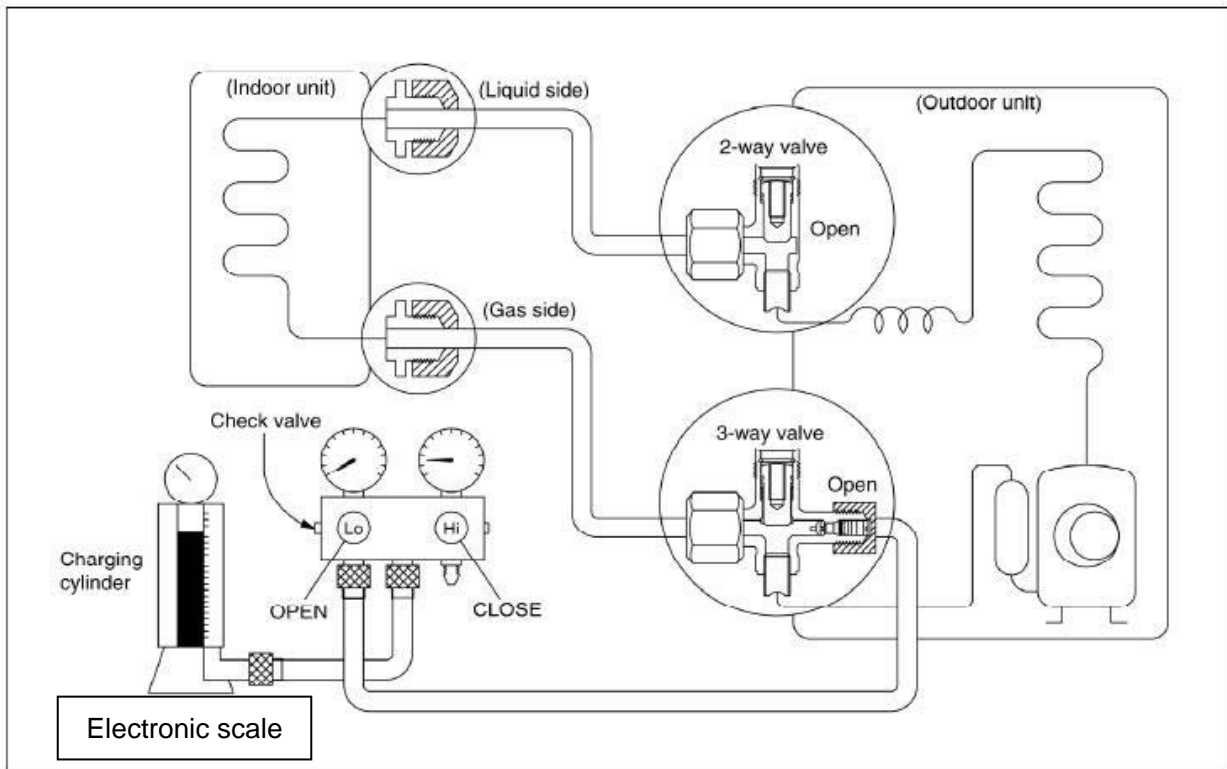 (Indoor unit)
(Liquid side)
(Outdoor unit)
2-way valve
Open
(Gas side)
Check valve
3-way valve
Open
Lo
Hi
Charging
cylinder
OPEN
CLOSE
Electronic scale